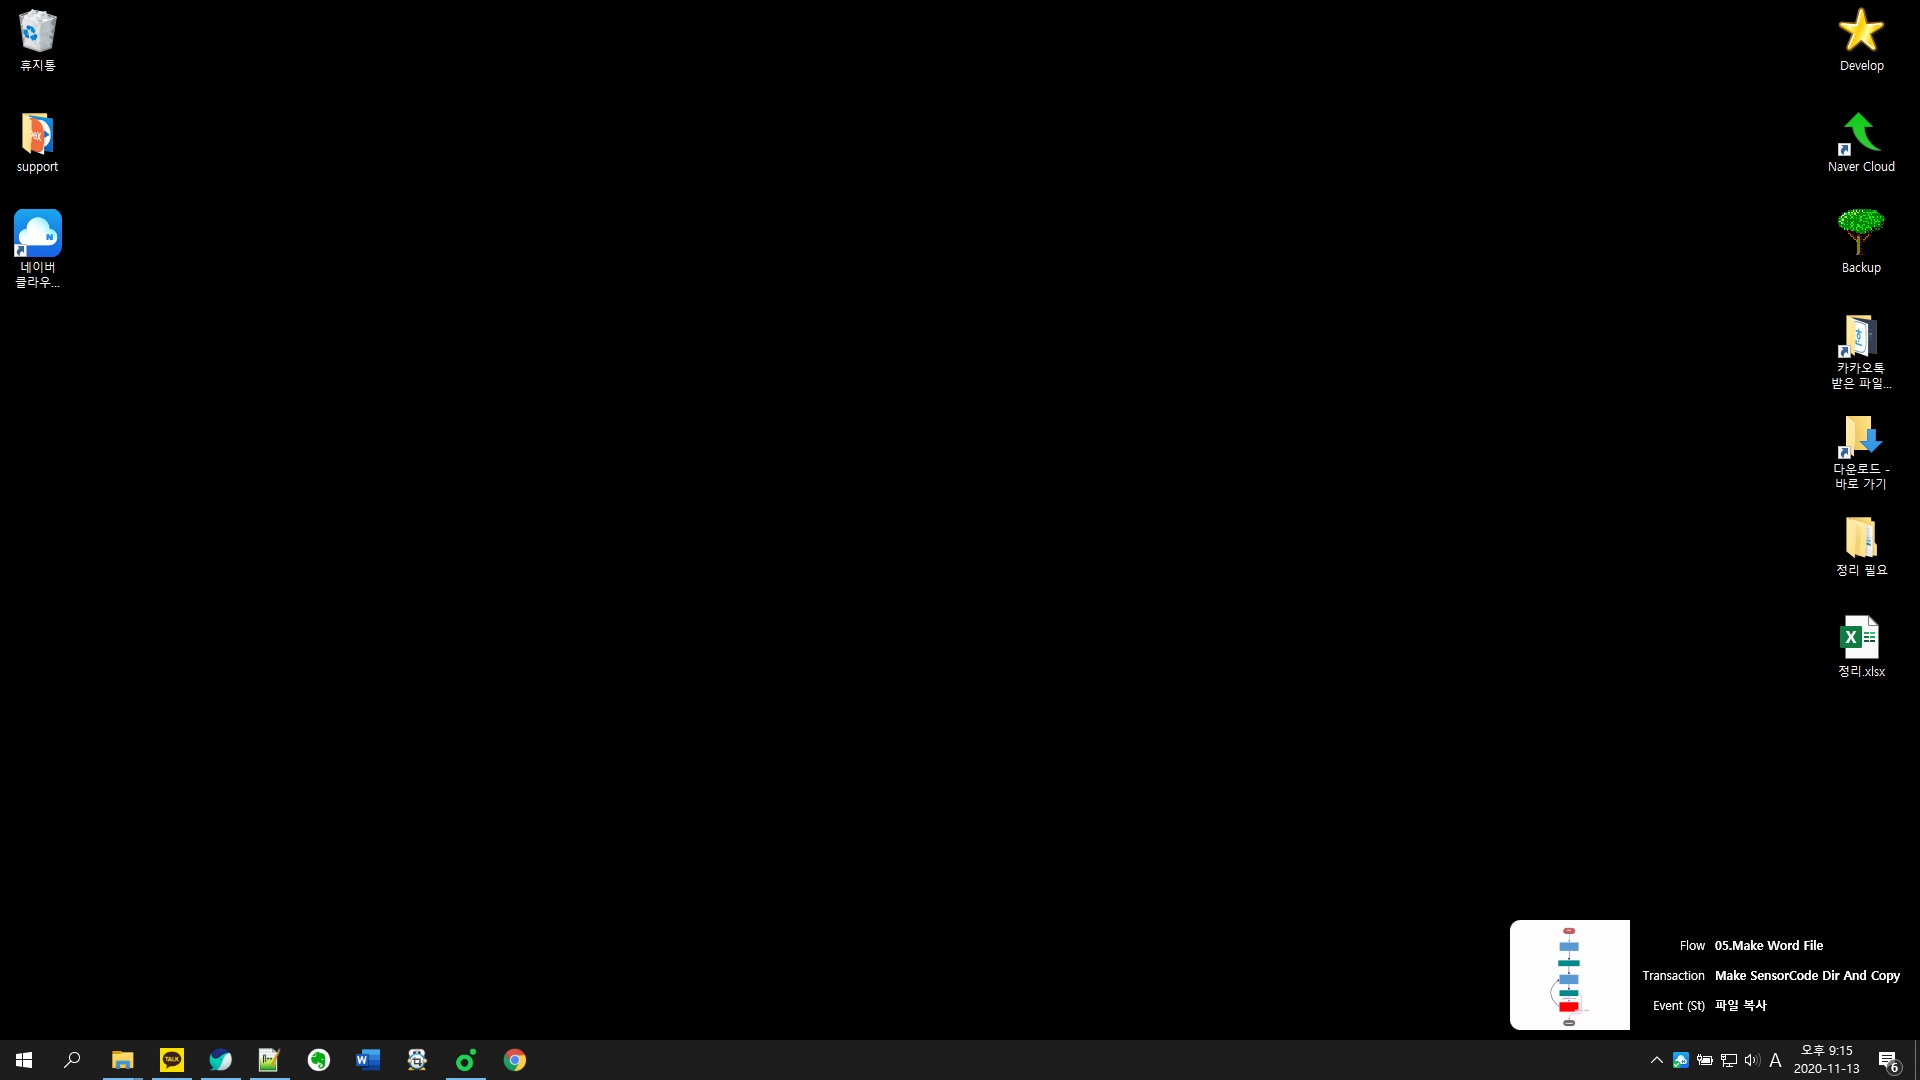 휴지통
support
네이버
클라우...
Develop
Naver Cloud
Backup
카카오톡
받은 파일...
다운로드 -
바로 가기
정리 필요
정리.xlsx
Flow 05.Make Word File
Transaction Make SensorCode Dir And Copy
Event (St) 파일 복사
TALK
A
오후 9:15
2020-11-13
6